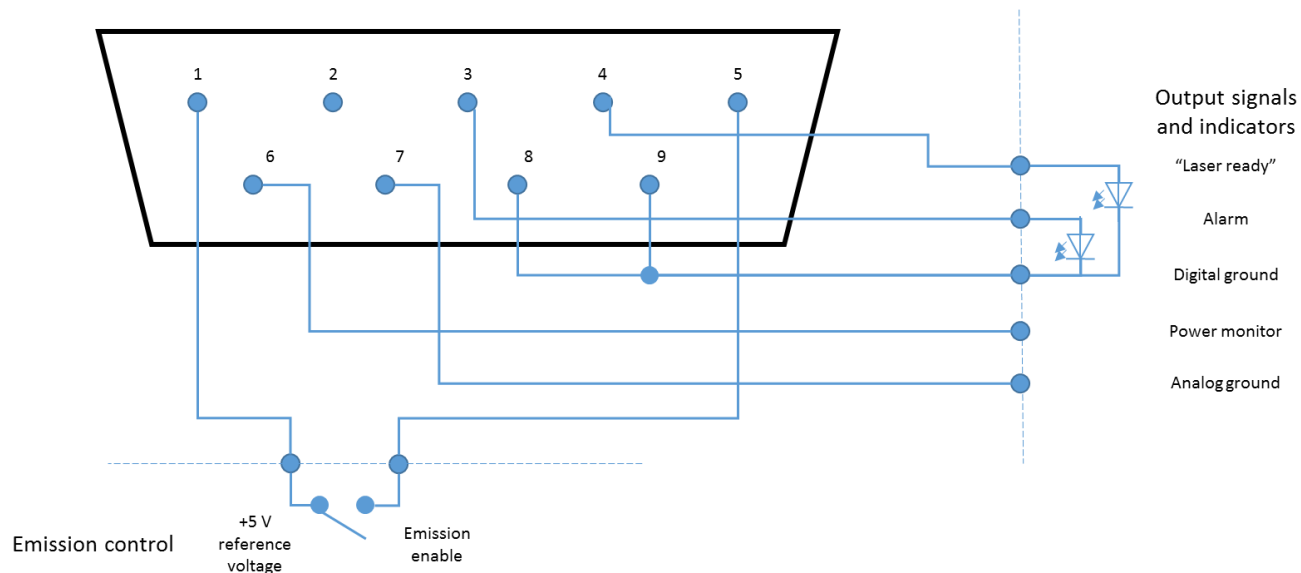 1
2
3
4
5
6
7
8
9
Output signals
and indicators
“Laser ready”
Alarm
Digital ground
Power monitor
Analog ground
Emission control
+5 V
reference
voltage
Emission
enable